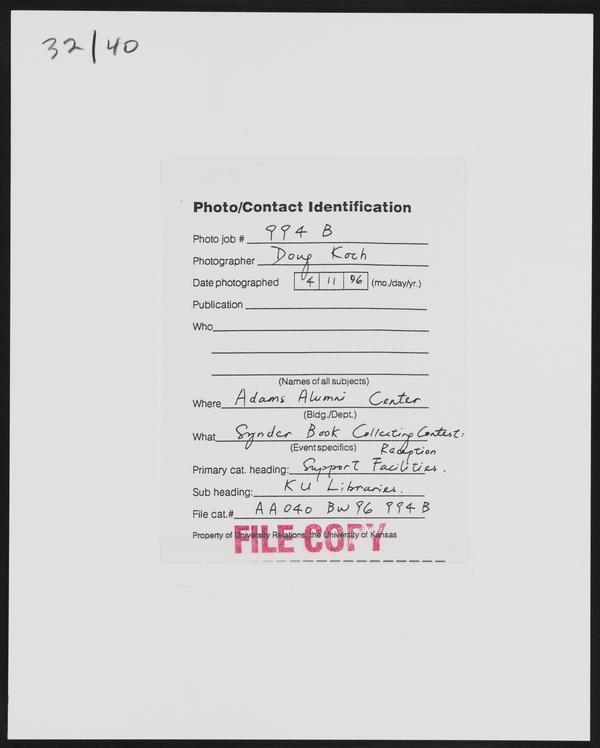 32/40
Photo/Contact Identification
Photo job # 994 B
Photographer Doug Koch
Date photographed 4 11 96 (mo./day/yr.)
Publication
Who
(Names of all subjects)
Where Adams Alumni Center
(Bldg./Dept.)
What Synder Book Collecting Contest:
(Event specifics) Reception
Primary cat. heading: Support Facilities.
Sub heading: KU Libraries.
File cat.# AA040 BW96 994B
Property of University Relations, the University of Kansas
FILE COPY